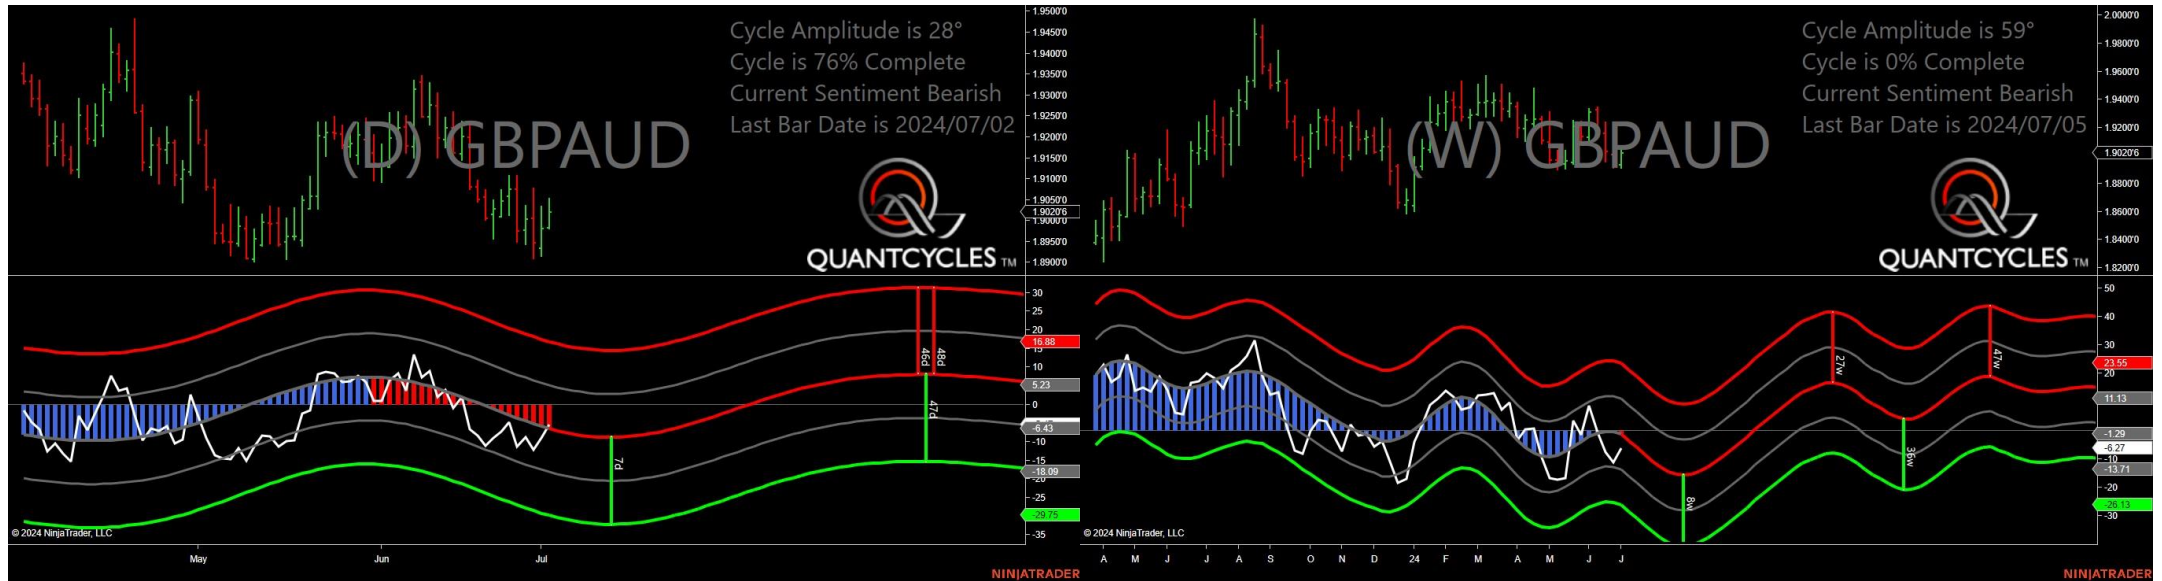 Cycle Amplitude is 28°
Cycle is 76% Complete
Current Sentiment Bearish
Last Bar Date is 2024/07/02
(D) GBPAUD
QUANTCYCLES TM
1.9500'0
1.9450'0
1.9400'0
1.9350'0
1.9300'0
1.9250'0
1.9200'0
1.9150'0
1.9100'0
1.9050'0
1.9020'6
1.9000'0
1.8950'0
1.8900'0
30
25
20
16.88
15
10
5.23
0
-6.43
-10
-15
-18.09
-20
-25
-29.75
-35
7d
46d
48d
47d
© 2024 NinjaTrader, LLC
May Jun Jul
NINJATRADER
Cycle Amplitude is 59°
Cycle is 0% Complete
Current Sentiment Bearish
Last Bar Date is 2024/07/05
(W) GBPAUD
QUANTCYCLES TM
2.0000'0
1.9800'0
1.9600'0
1.9400'0
1.9200'0
1.9020'6
1.8800'0
1.8600'0
1.8400'0
1.8200'0
50
40
30
23.55
20
11.13
-1.29
-6.27
-10
-13.71
-20
-26.13
-30
8w
27w
36w
47w
© 2024 NinjaTrader, LLC
A M J J A S O N D 24 F M A M J J
NINJATRADER